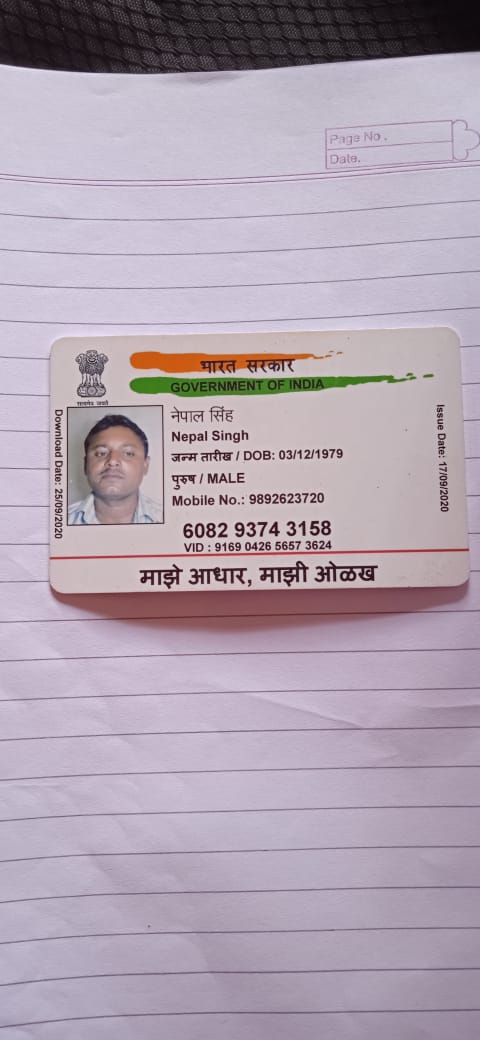 Page No.
Date.
भारत सरकार
GOVERNMENT OF INDIA
सत्यमेव जयते
नेपाल सिंह
Nepal Singh
जन्म तारीख / DOB: 03/12/1979
पुरुष / MALE
Mobile No.: 9892623720
6082 9374 3158
VID : 9169 0426 5657 3624
माझे आधार, माझी ओळख
Download Date: 25/09/2020
Issue Date: 17/09/2020